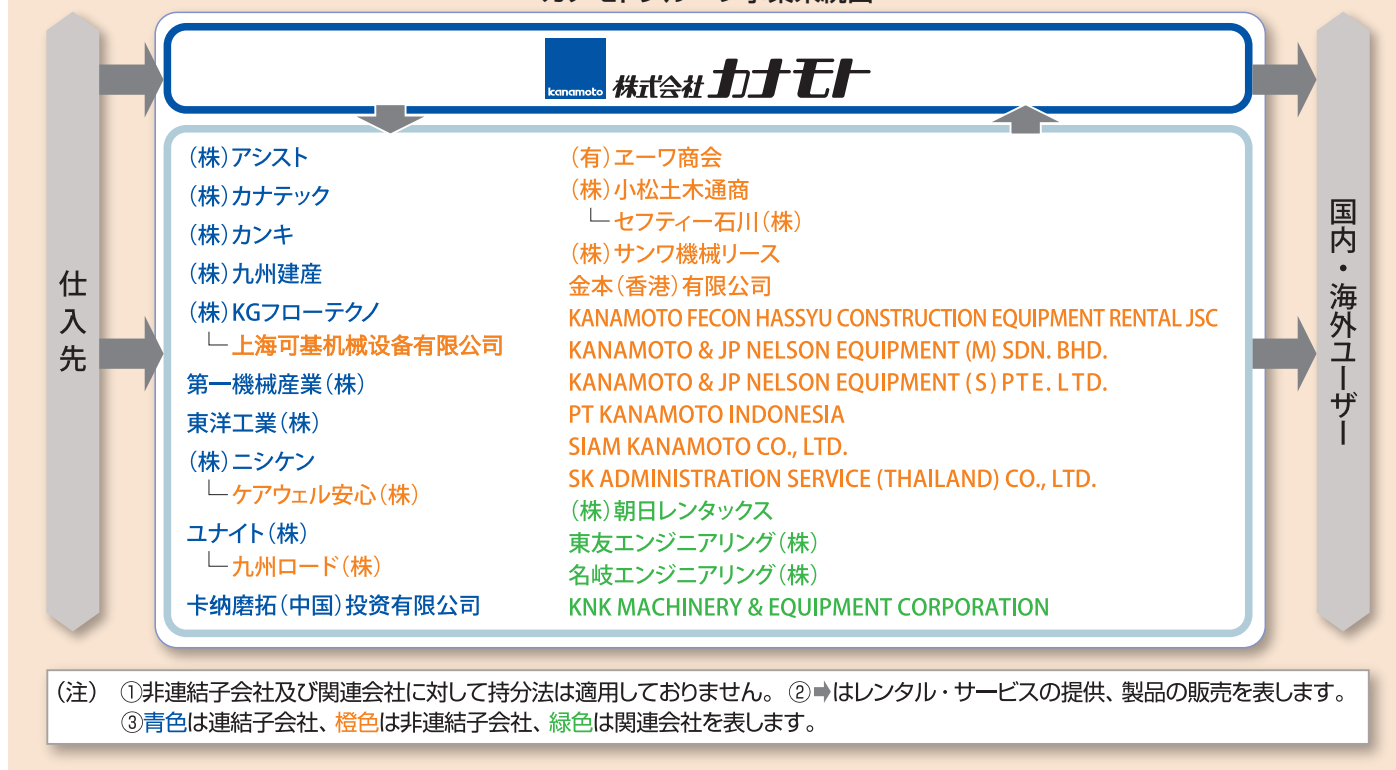 kanamoto
株式会社カナモト
仕入先
(株)アシスト
(株)カナテック
(株)カンキ
(株)九州建産
(株)KGフローテクノ
上海可基机械设备有限公司
第一機械産業(株)
東洋工業(株)
(株)ニシケン
ケアウェル安心(株)
ユナイト(株)
九州ロード(株)
卡纳磨拓(中国)投资有限公司
(有)ヱーワ商会
(株)小松土木通商
セフティー石川(株)
(株)サンワ機械リース
金本(香港)有限公司
KANAMOTO FECON HASSYU CONSTRUCTION EQUIPMENT RENTAL JSC
KANAMOTO & JP NELSON EQUIPMENT (M) SDN. BHD.
KANAMOTO & JP NELSON EQUIPMENT (S) PTE. LTD.
PT KANAMOTO INDONESIA
SIAM KANAMOTO CO., LTD.
SK ADMINISTRATION SERVICE (THAILAND) CO., LTD.
(株)朝日レンタックス
東友エンジニアリング(株)
名岐エンジニアリング(株)
KNK MACHINERY & EQUIPMENT CORPORATION
国内・海外ユーザー
(注) ①非連結子会社及び関連会社に対して持分法は適用しておりません。 ②➡はレンタル・サービスの提供、製品の販売を表します。
③青色は連結子会社、橙色は非連結子会社、緑色は関連会社を表します。